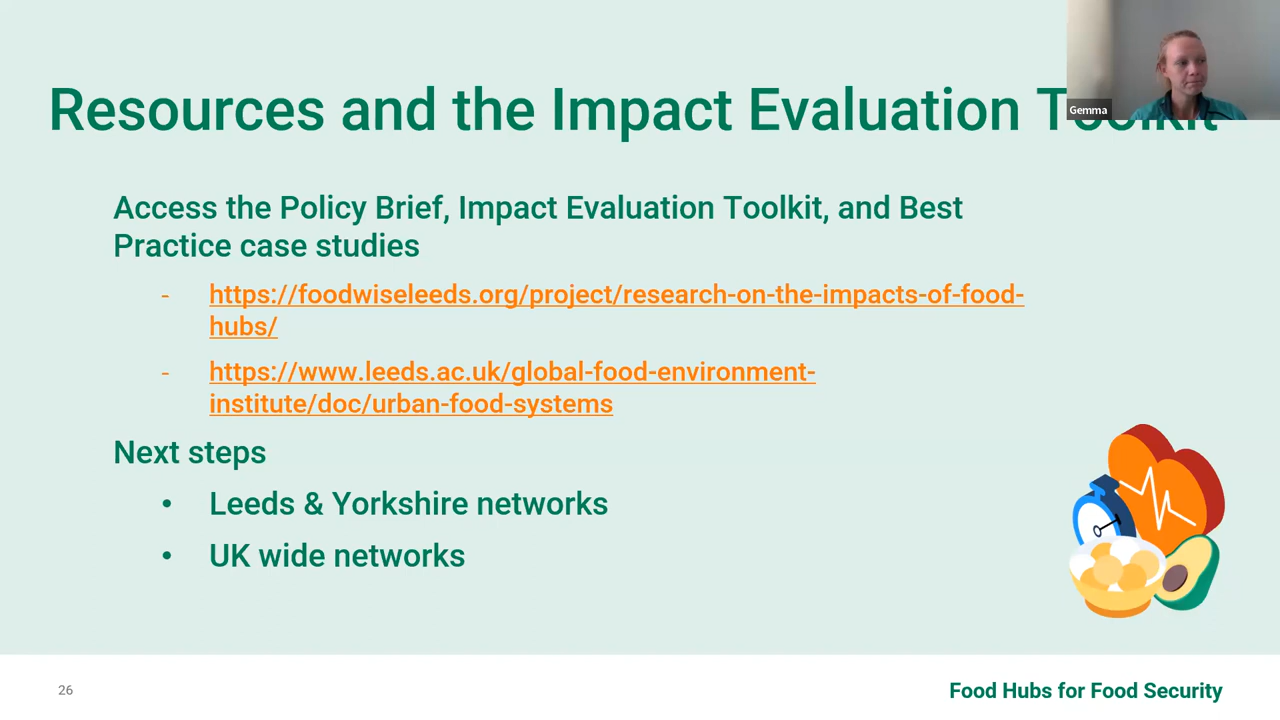 Resources and the Impact Evaluation Toolkit
Gemma
Access the Policy Brief, Impact Evaluation Toolkit, and Best
Practice case studies
- https://foodwiseleeds.org/project/research-on-the-impacts-of-food-
hubs/
- https://www.leeds.ac.uk/global-food-environment-
institute/doc/urban-food-systems
Next steps
• Leeds & Yorkshire networks
• UK wide networks
26
Food Hubs for Food Security